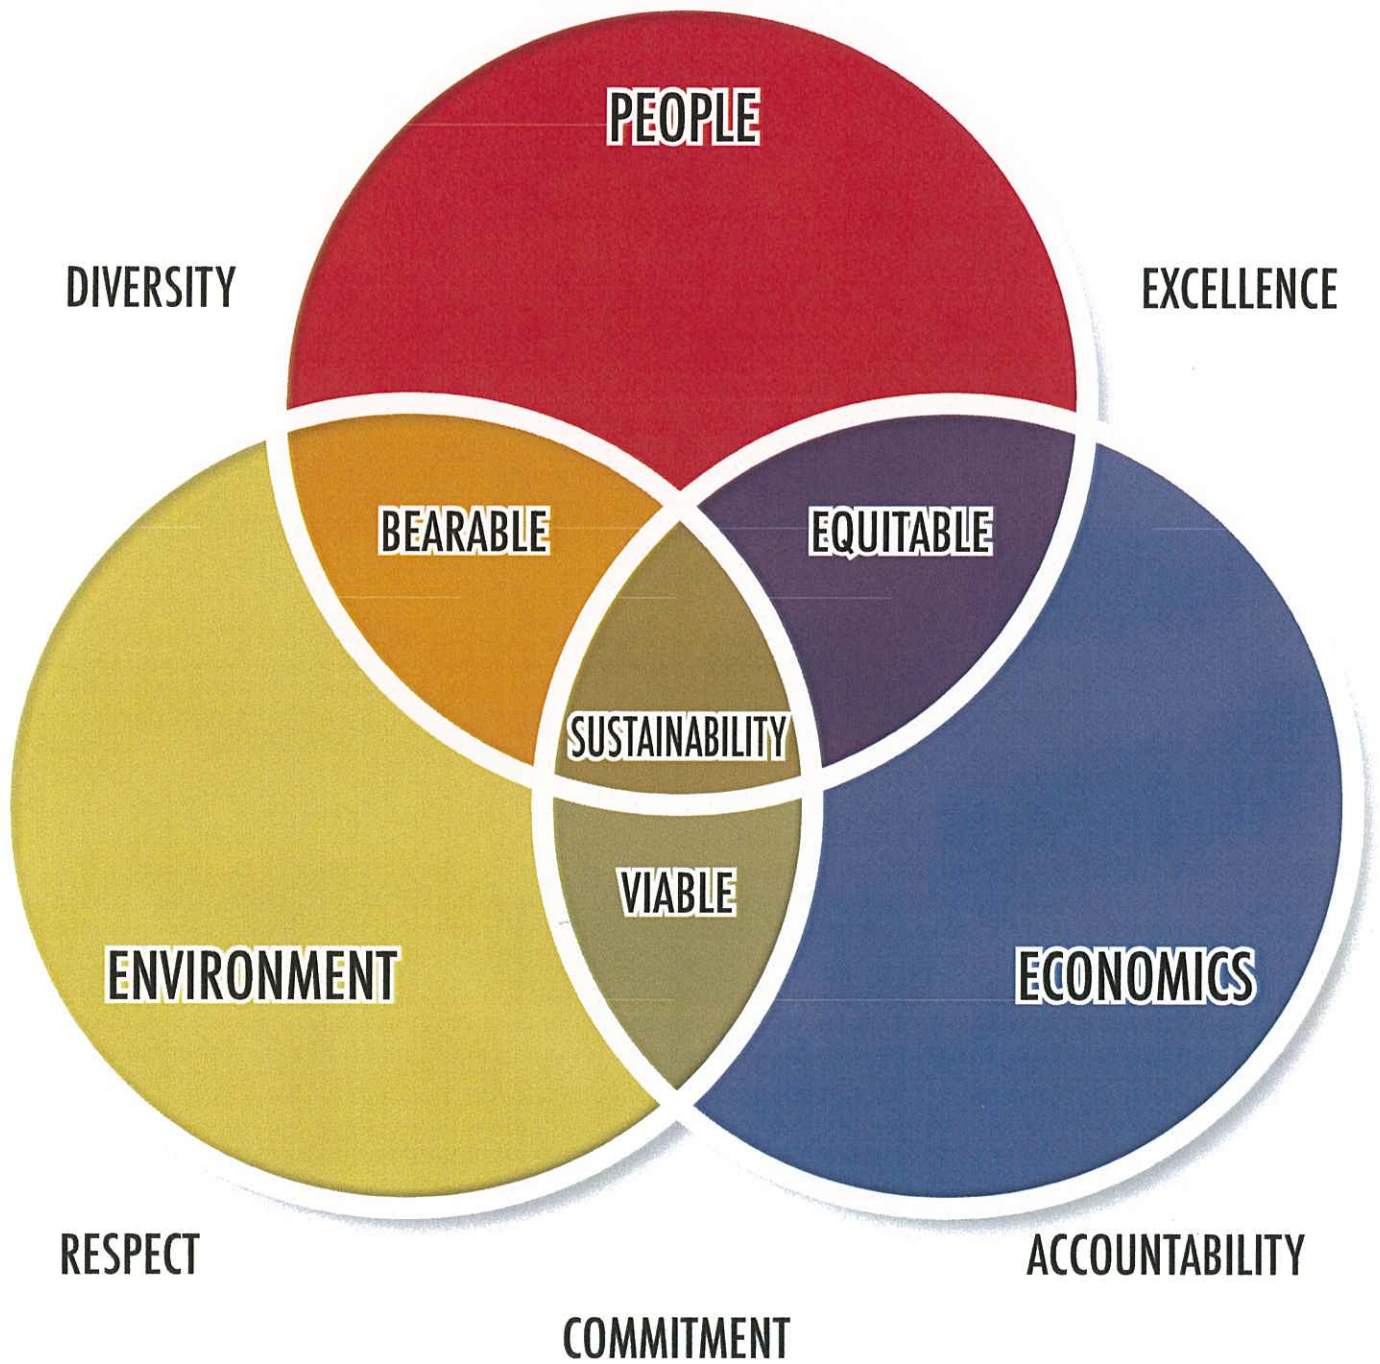 PEOPLE
DIVERSITY
EXCELLENCE
BEARABLE
EQUITABLE
SUSTAINABILITY
VIABLE
ENVIRONMENT
ECONOMICS
RESPECT
ACCOUNTABILITY
COMMITMENT